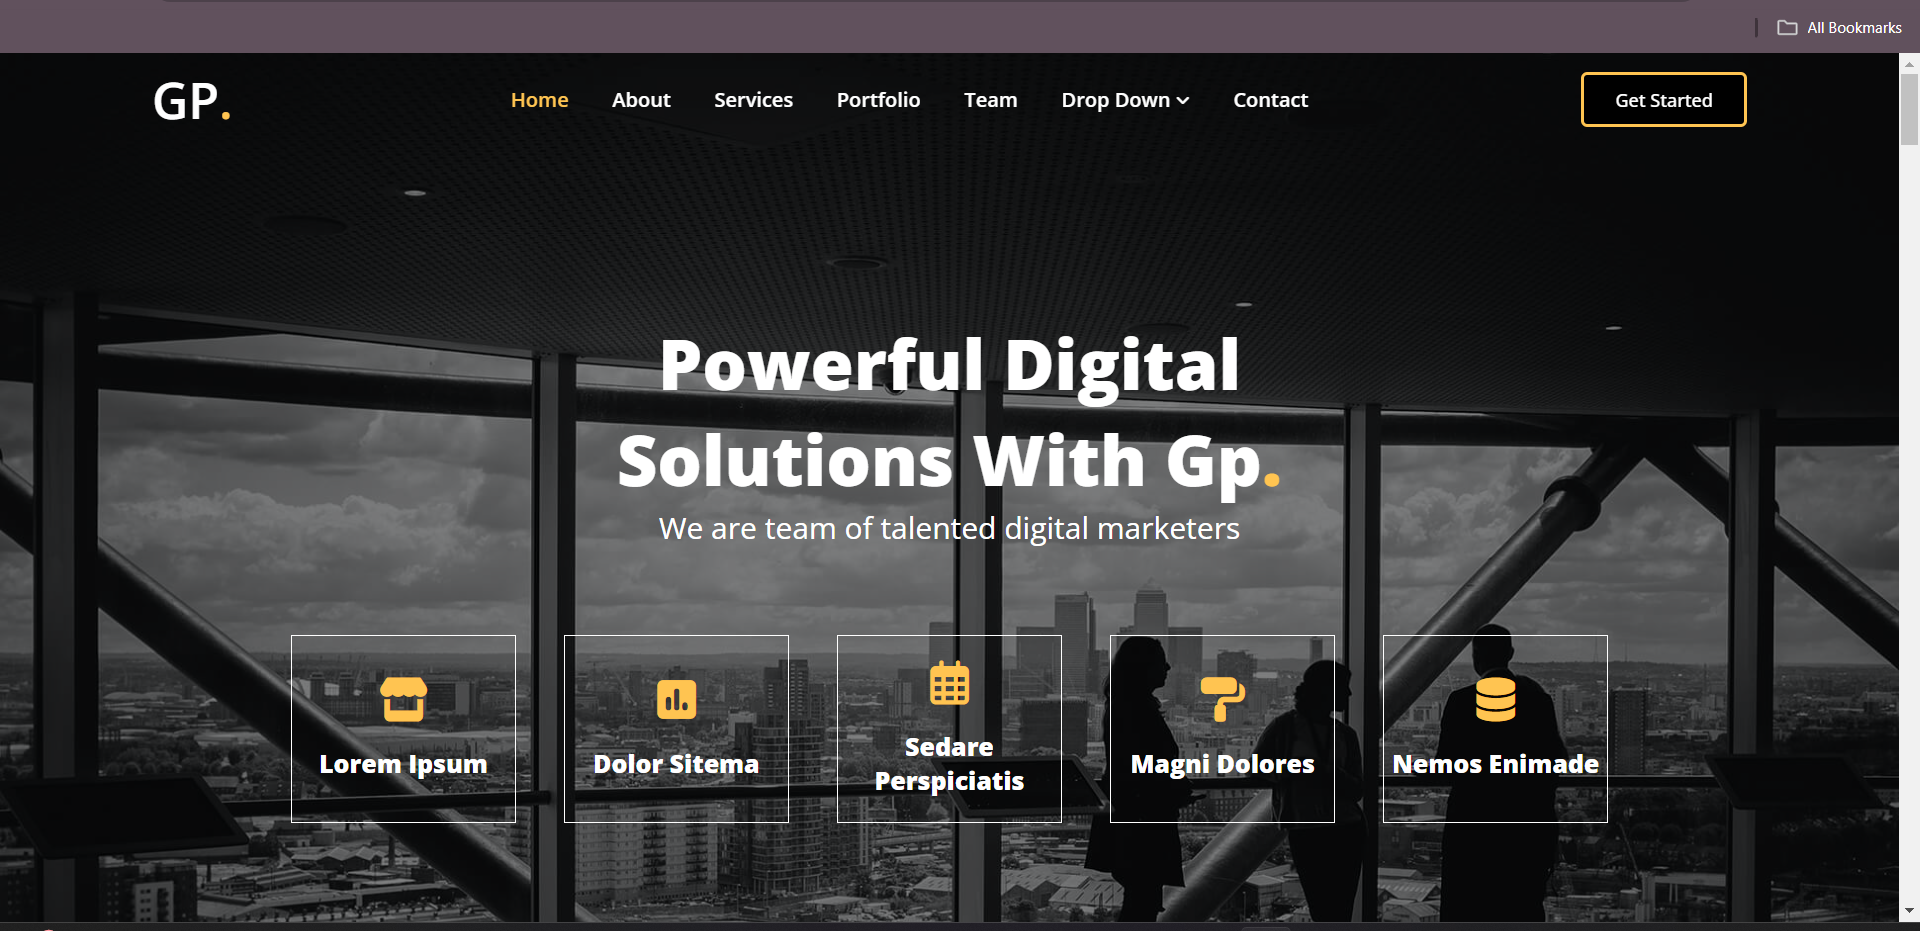 All Bookmarks
GP.
Home
About
Services
Portfolio
Team
Drop Down
Contact
Get Started
Powerful Digital
Solutions With Gp.
We are team of talented digital marketers
Lorem Ipsum
Dolor Sitema
Sedare
Perspiciatis
Magni Dolores
Nemos Enimade